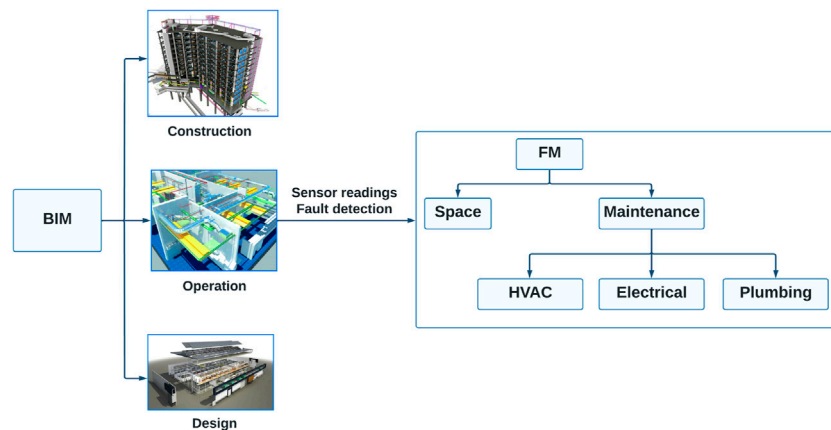 Construction
BIM
Operation
Design
Sensor readings
Fault detection
FM
Space
Maintenance
HVAC
Electrical
Plumbing